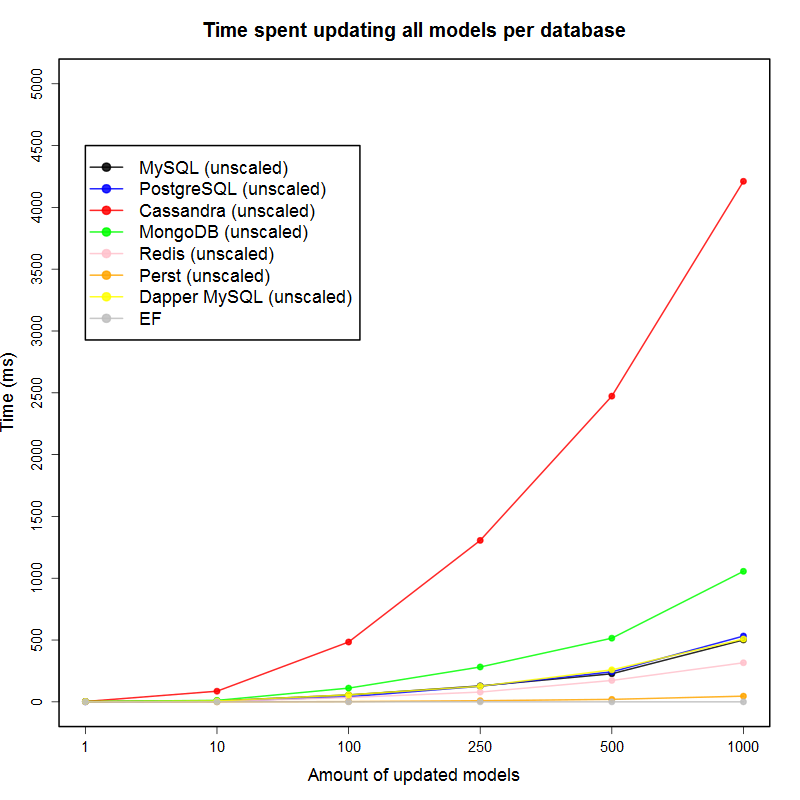 Time spent updating all models per database
5000
4500
4000
3500
3000
2500
2000
1500
1000
500
0
Time (ms)
MySQL (unscaled)
PostgreSQL (unscaled)
Cassandra (unscaled)
MongoDB (unscaled)
Redis (unscaled)
Perst (unscaled)
Dapper MySQL (unscaled)
EF
1 10 100 250 500 1000
Amount of updated models